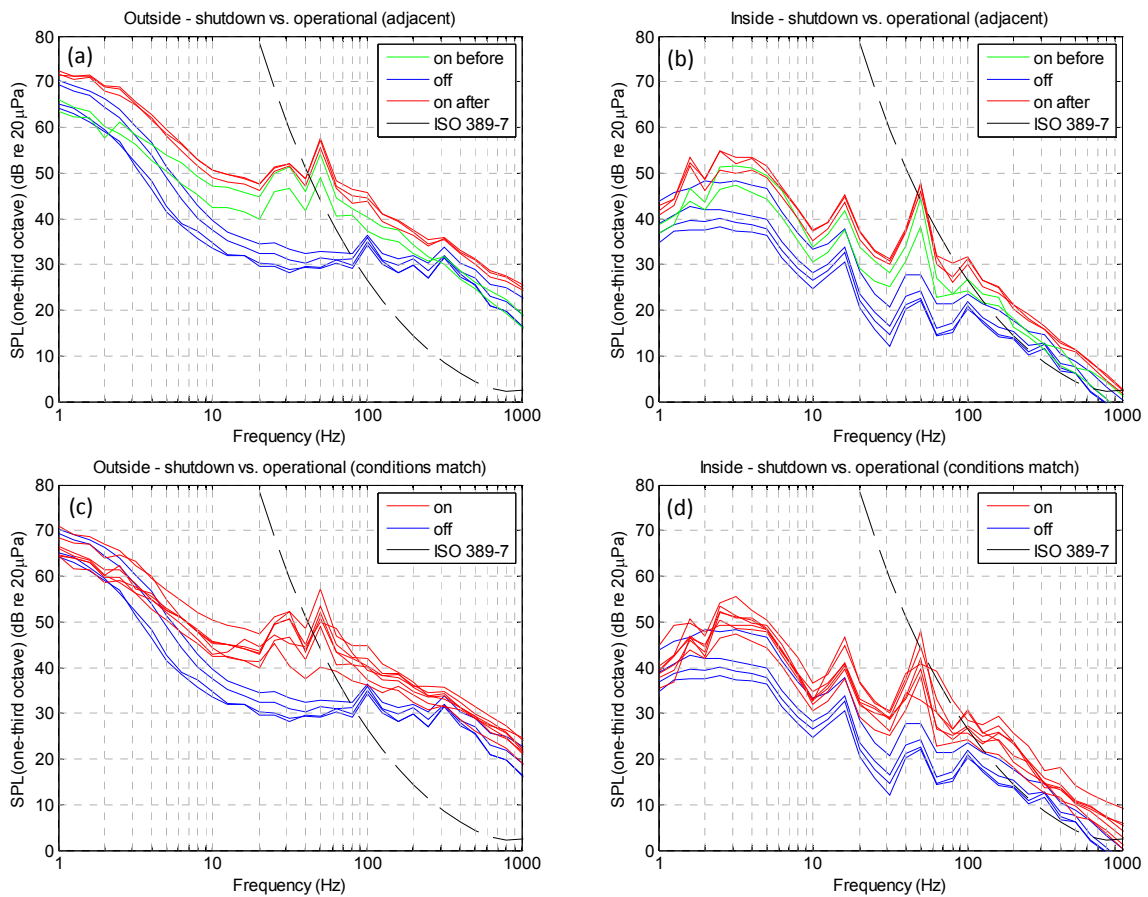 Outside - shutdown vs. operational (adjacent)
(a)
on before
off
on after
ISO 389-7
80
70
60
50
40
30
20
10
0
SPL(one-third octave) (dB re 20µPa)
1
10
100
1000
Frequency (Hz)
Inside - shutdown vs. operational (adjacent)
(b)
on before
off
on after
ISO 389-7
80
70
60
50
40
30
20
10
0
SPL(one-third octave) (dB re 20µPa)
1
10
100
1000
Frequency (Hz)
Outside - shutdown vs. operational (conditions match)
(c)
on
off
ISO 389-7
80
70
60
50
40
30
20
10
0
SPL(one-third octave) (dB re 20µPa)
1
10
100
1000
Frequency (Hz)
Inside - shutdown vs. operational (conditions match)
(d)
on
off
ISO 389-7
80
70
60
50
40
30
20
10
0
SPL(one-third octave) (dB re 20µPa)
1
10
100
1000
Frequency (Hz)